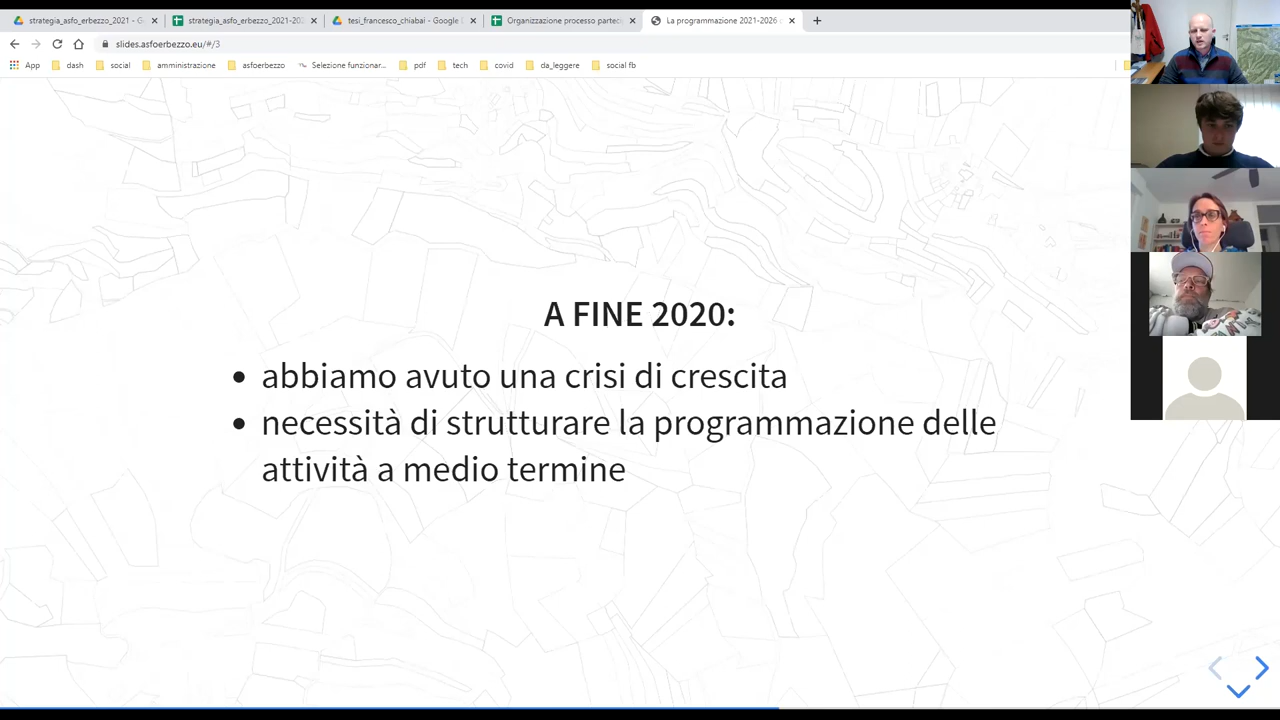 strategia_asfo_erbezzo_2021 - G
strategia_asfo_erbezzo_2021-202
tesi_francesco_chiabai - Google D
Organizzazione processo partecip
La programmazione 2021-2026 d
slides.asfoerbezzo.eu/#/3
App dash social amministrazione asfoerbezzo Selezione funzionar... pdf tech covid da_leggere social fb
A FINE 2020:
• abbiamo avuto una crisi di crescita
• necessità di strutturare la programmazione delle
attività a medio termine